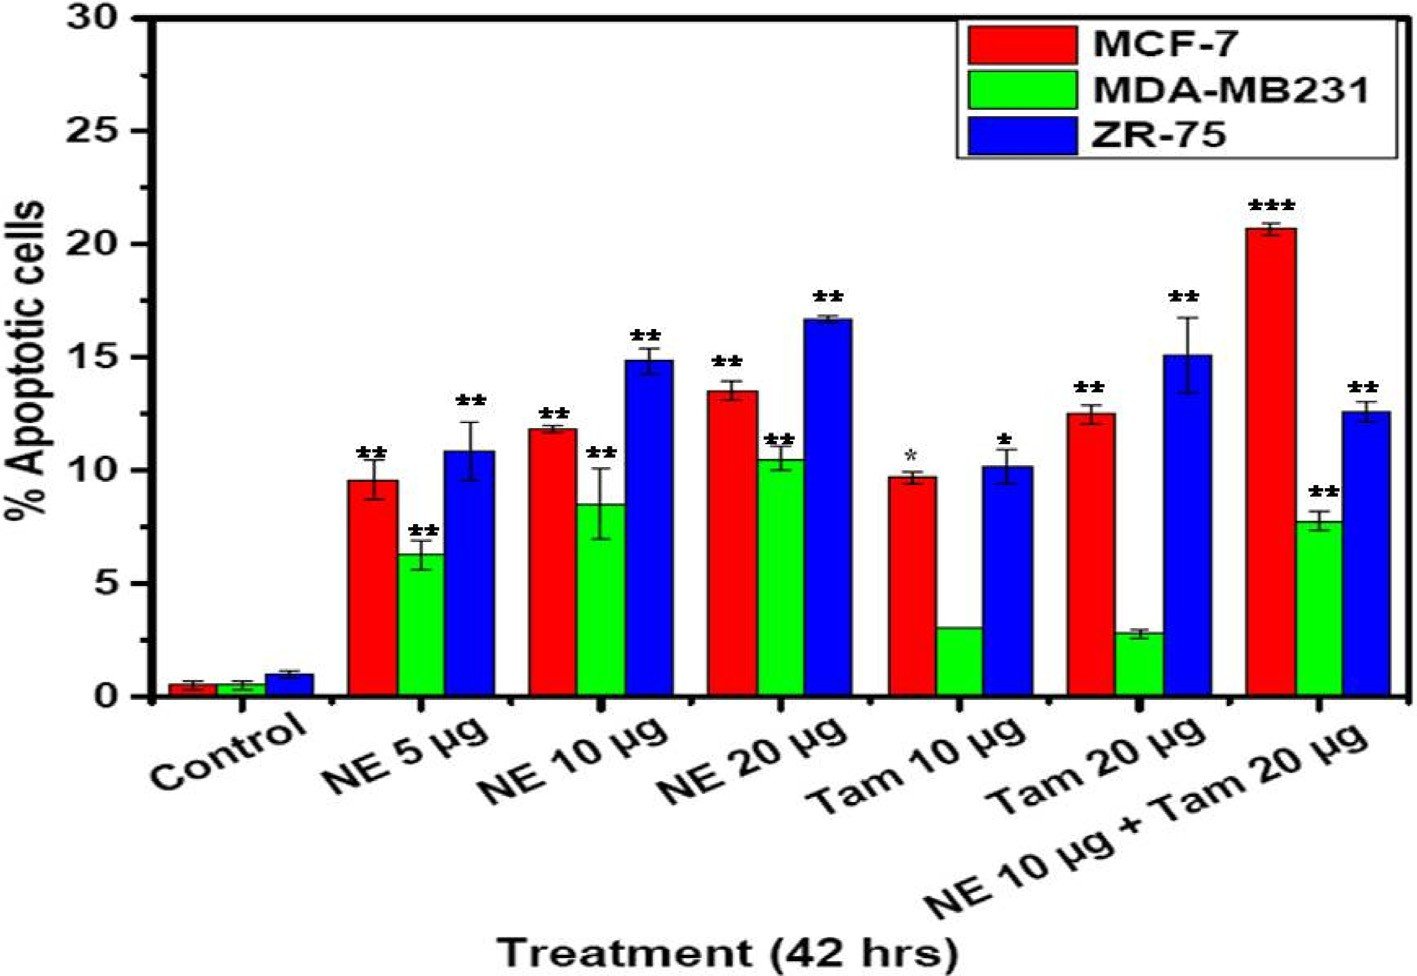 30
25
20
15
10
5
0
% Apoptotic cells
MCF-7
MDA-MB231
ZR-75
**
**
**
**
**
**
**
**
**
*
*
**
**
***
**
**
Control
NE 5 µg
NE 10 µg
NE 20 µg
Tam 10 µg
Tam 20 µg
NE 10 µg + Tam 20 µg
Treatment (42 hrs)